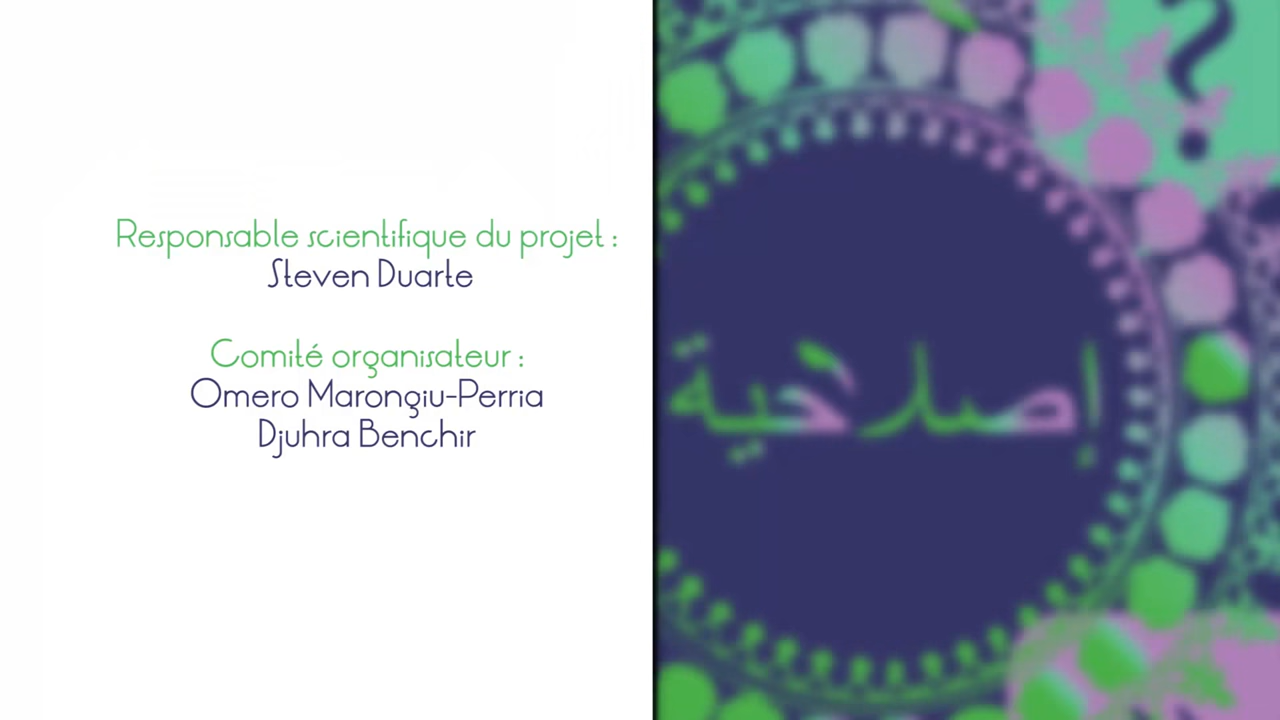 ?
Responsable scientifique du projet :
Steven Duarte
Comité organisateur :
Omero Marongiu-Perria
Djuhra Benchir
إصلاحية